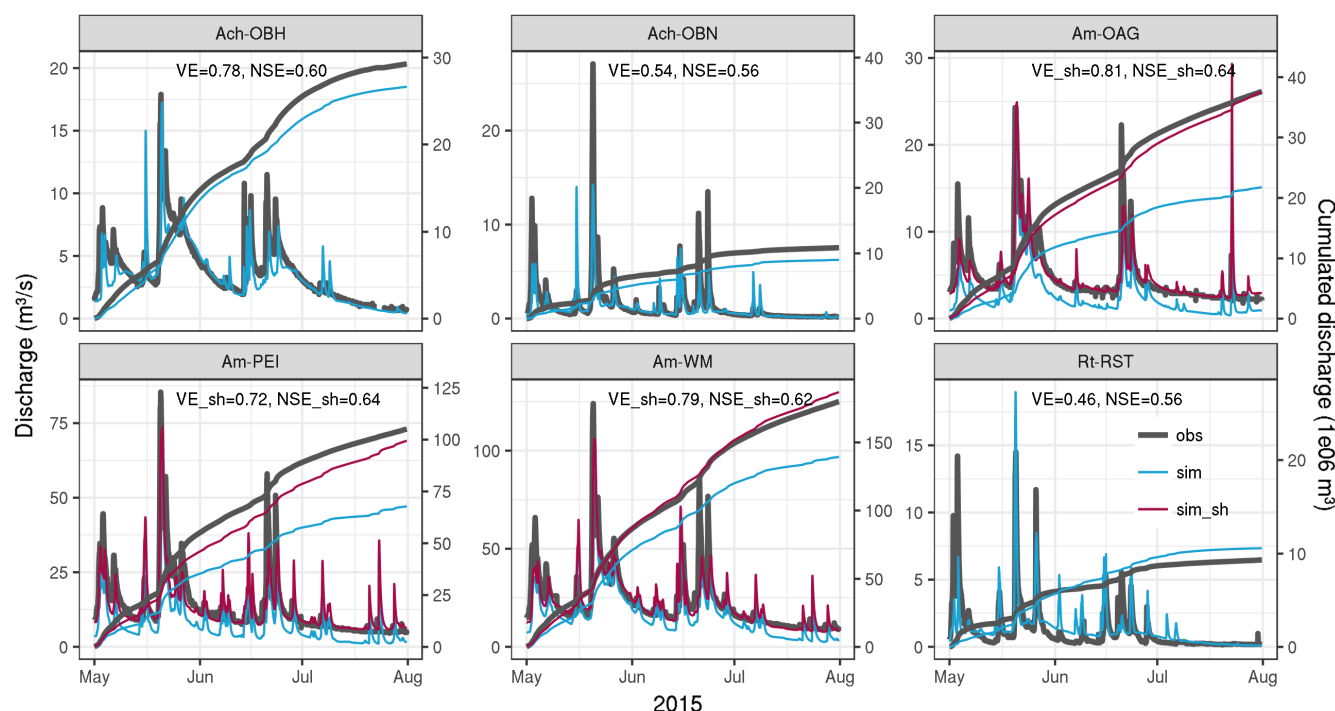 Ach-OBH
VE=0.78, NSE=0.60
20
15
10
5
0
30
20
10
0
Ach-OBN
VE=0.54, NSE=0.56
20
10
0
40
30
20
10
0
Am-OAG
VE_sh=0.81, NSE_sh=0.64
30
20
10
0
40
30
20
10
0
Discharge (m³/s)
Cumulated discharge (1e06 m³)
Am-PEI
VE_sh=0.72, NSE_sh=0.64
75
50
25
0
125
100
75
50
25
0
May Jun Jul Aug
Am-WM
VE_sh=0.79, NSE_sh=0.62
100
50
0
150
100
50
0
May Jun Jul Aug
Rt-RST
VE=0.46, NSE=0.56
obs
sim
sim_sh
15
10
5
0
20
10
0
May Jun Jul Aug
2015